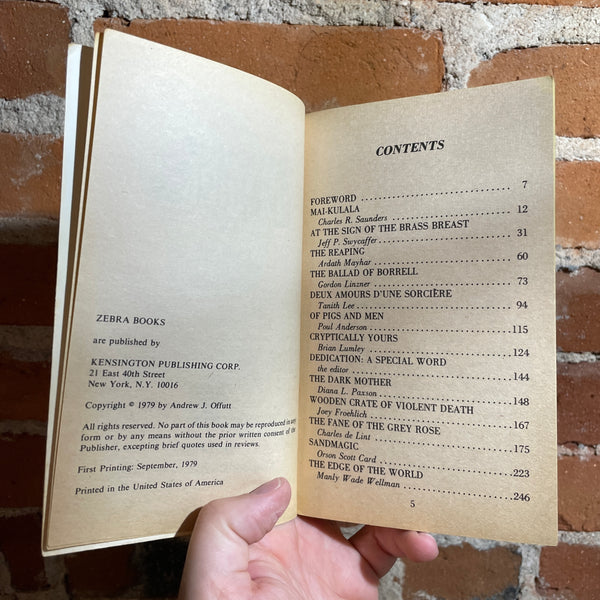 ZEBRA BOOKS
are published by
KENSINGTON PUBLISHING CORP.
21 East 40th Street
New York, N.Y. 10016
Copyright © 1979 by Andrew J. Offutt
All rights reserved. No part of this book may be reproduced in any
form or by any means without the prior written consent of the
Publisher, excepting brief quotes used in reviews.
First Printing: September, 1979
Printed in the United States of America
CONTENTS
FOREWORD 7
MAI-KULALA
Charles R. Saunders 12
AT THE SIGN OF THE BRASS BREAST
Jeff P. Swycaffer 31
THE REAPING
Ardath Mayhar 60
THE BALLAD OF BORRELL
Gordon Linzner 73
DEUX AMOURS D'UNE SORCIÈRE
Tanith Lee 94
OF PIGS AND MEN
Poul Anderson 115
CRYPTICALLY YOURS
Brian Lumley 124
DEDICATION: A SPECIAL WORD
the editor 144
THE DARK MOTHER
Diana L. Paxson 148
WOODEN CRATE OF VIOLENT DEATH
Joey Froehlich 167
THE FANE OF THE GREY ROSE
Charles de Lint 175
SANDMAGIC
Orson Scott Card 223
THE EDGE OF THE WORLD
Manly Wade Wellman 246
5